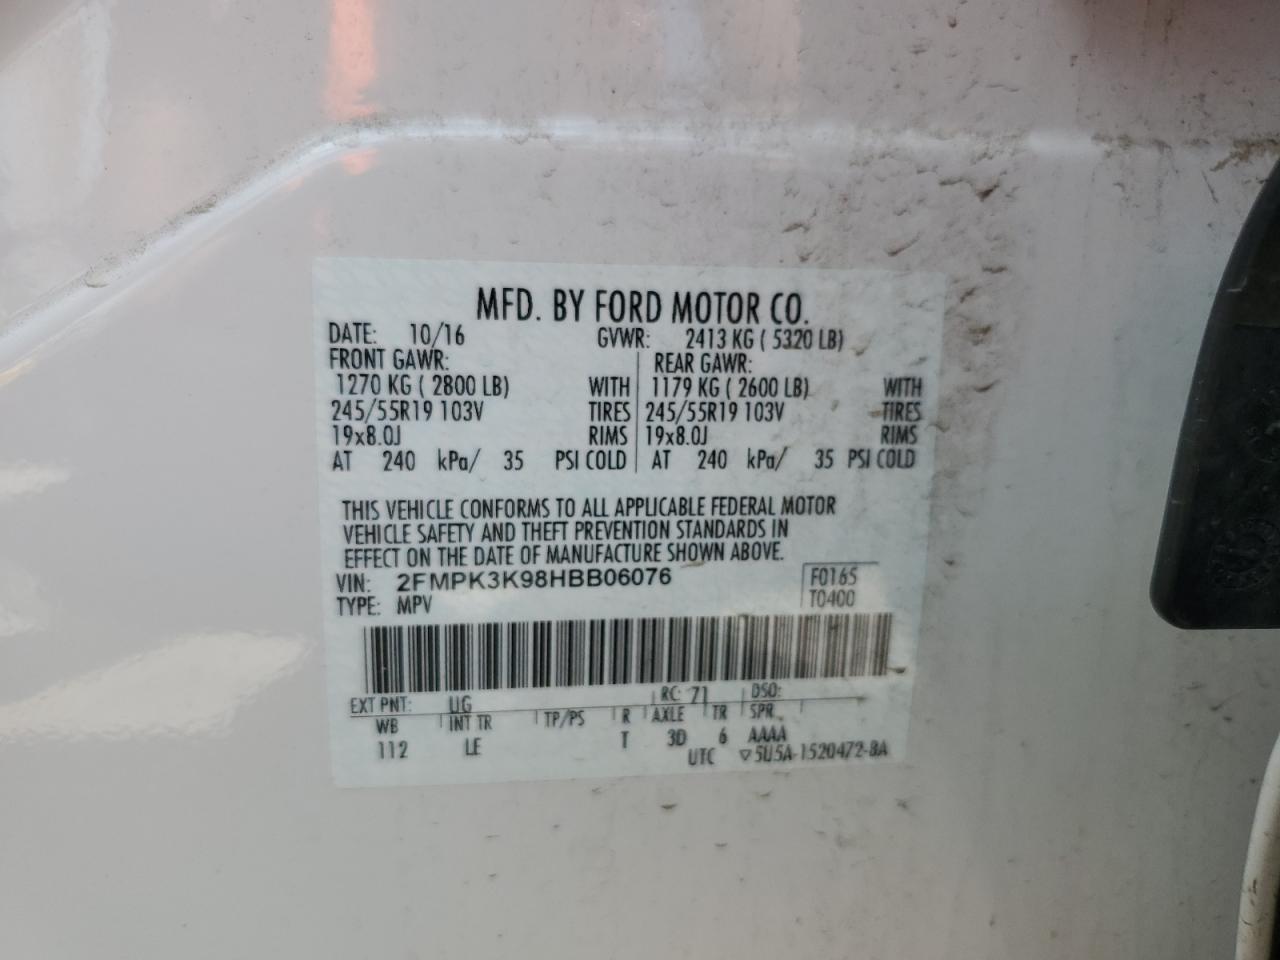 MFD. BY FORD MOTOR CO.
DATE: 10/16 GVWR: 2413 KG ( 5320 LB)
FRONT GAWR: REAR GAWR:
1270 KG ( 2800 LB) WITH 1179 KG ( 2600 LB) WITH
245/55R19 103V TIRES 245/55R19 103V TIRES
19x8.0J RIMS 19x8.0J RIMS
AT 240 kPa/ 35 PSI COLD AT 240 kPa/ 35 PSI COLD
THIS VEHICLE CONFORMS TO ALL APPLICABLE FEDERAL MOTOR
VEHICLE SAFETY AND THEFT PREVENTION STANDARDS IN
EFFECT ON THE DATE OF MANUFACTURE SHOWN ABOVE.
VIN: 2FMPK3K98HBB06076 F0165
TYPE: MPV T0400
EXT PNT: UG RC: 71 DSO:
WB INT TR TP/PS R AXLE TR SPR
112 LE T 3D 6 AAAA
UTC ▽5U5A-1520472-BA